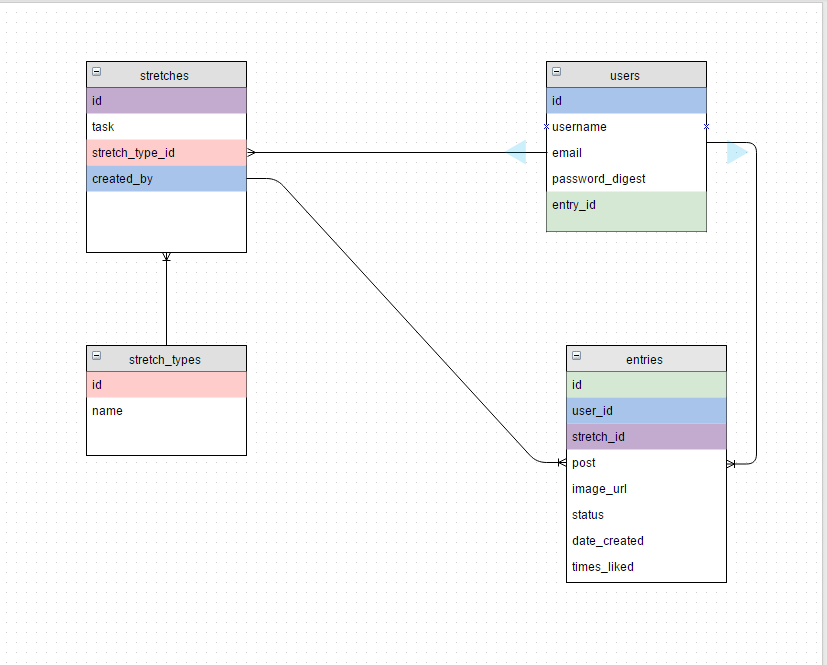 stretches
id
task
stretch_type_id
created_by
users
id
username
email
password_digest
entry_id
stretch_types
id
name
entries
id
user_id
stretch_id
post
image_url
status
date_created
times_liked